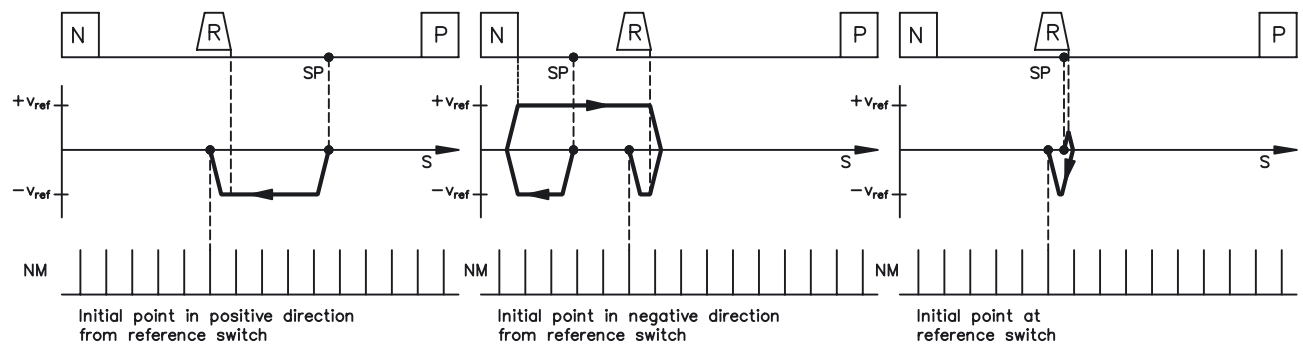 N R P
SP
+vref
S
−vref
NM
Initial point in positive direction
from reference switch
N R P
SP
+vref
S
−vref
NM
Initial point in negative direction
from reference switch
N R P
SP
+vref
S
−vref
NM
Initial point at
reference switch